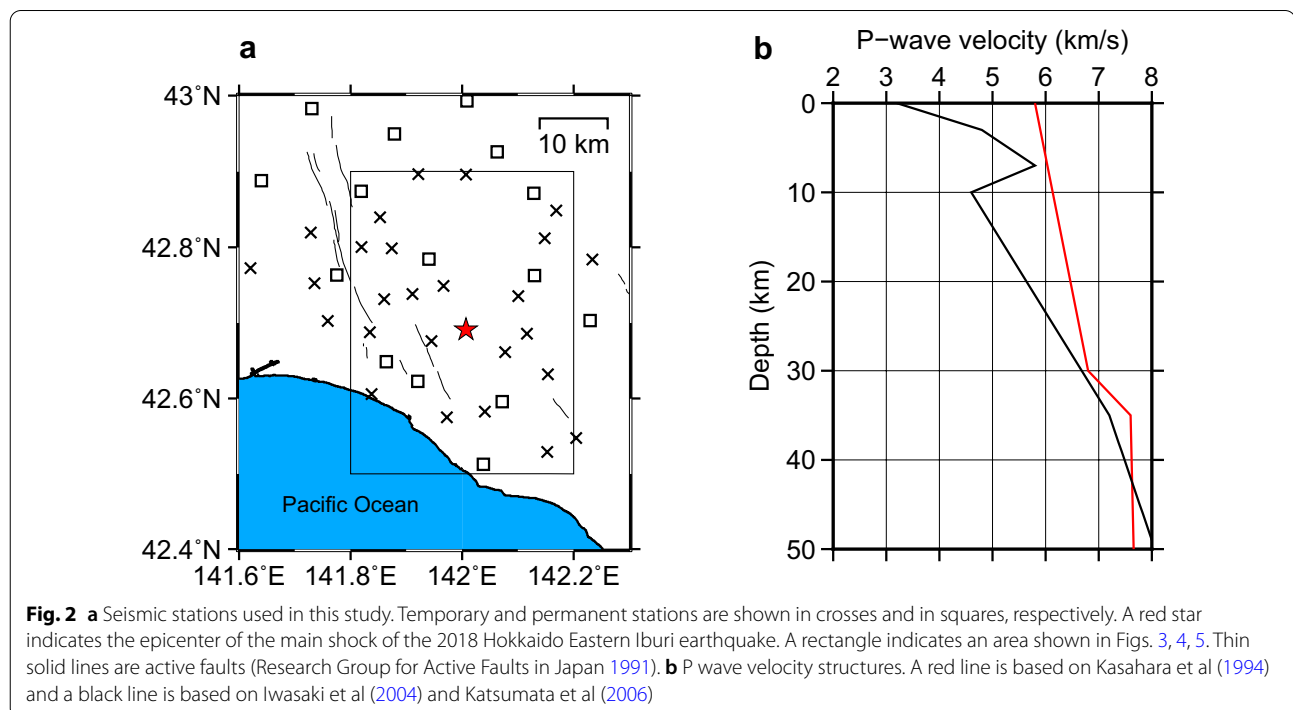 a
43°N
42.8°N
42.6°N
42.4°N
141.6°E 141.8°E 142°E 142.2°E
10 km
Pacific Ocean
b
P−wave velocity (km/s)
2 3 4 5 6 7 8
Depth (km)
0
10
20
30
40
50
Fig. 2 a Seismic stations used in this study. Temporary and permanent stations are shown in crosses and in squares, respectively. A red star
indicates the epicenter of the main shock of the 2018 Hokkaido Eastern Iburi earthquake. A rectangle indicates an area shown in Figs. 3, 4, 5. Thin
solid lines are active faults (Research Group for Active Faults in Japan 1991). b P wave velocity structures. A red line is based on Kasahara et al (1994)
and a black line is based on Iwasaki et al (2004) and Katsumata et al (2006)